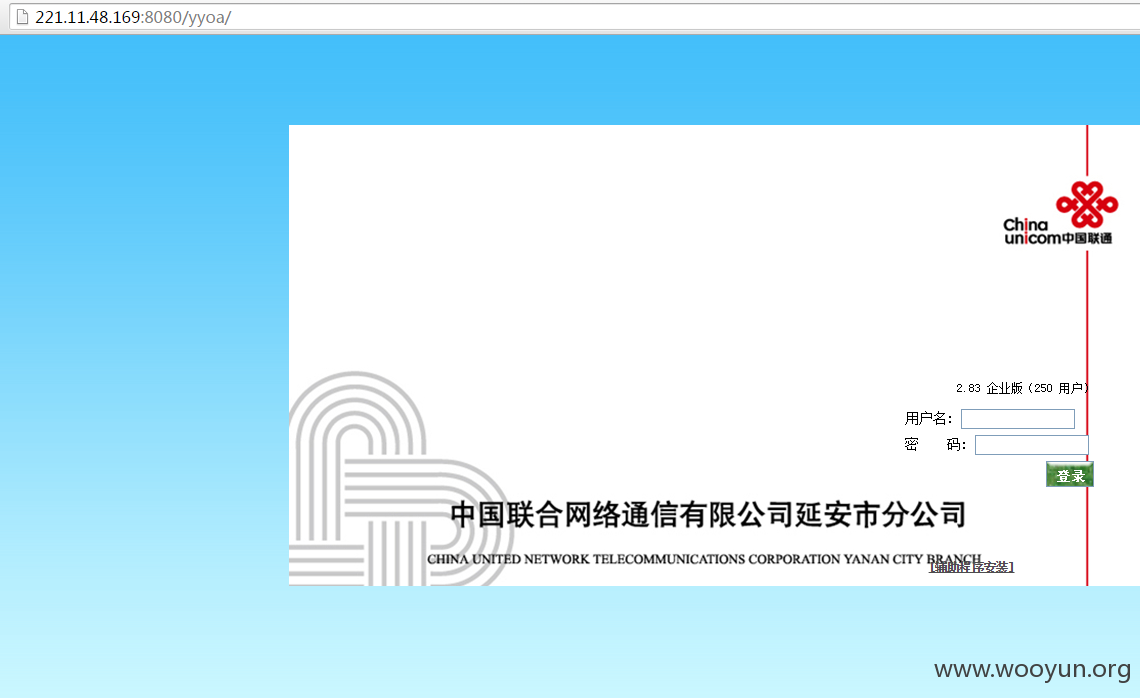 221.11.48.169:8080/yyoa/
China
unicom中国联通
2.83 企业版（250 用户）
用户名：
密 码：
登录
中国联合网络通信有限公司延安市分公司
CHINA UNITED NETWORK TELECOMMUNICATIONS CORPORATION YANAN CITY BRANCH
[辅助程序安装]
www.wooyun.org